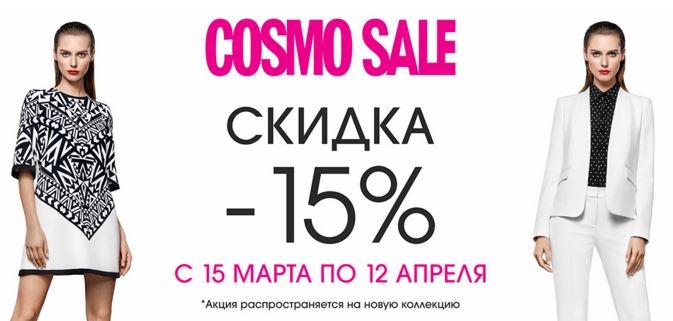 COSMO SALE
СКИДКА
-15%
С 15 МАРТА ПО 12 АПРЕЛЯ
*Акция распространяется на новую коллекцию